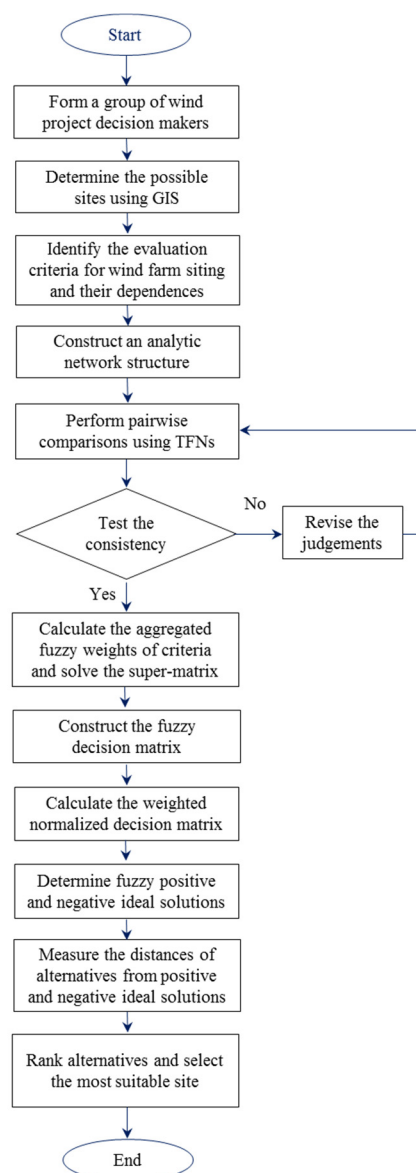 Start
Form a group of wind
project decision makers
Determine the possible
sites using GIS
Identify the evaluation
criteria for wind farm siting
and their dependences
Construct an analytic
network structure
Perform pairwise
comparisons using TFNs
Test the
consistency
No
Revise the
judgements
Yes
Calculate the aggregated
fuzzy weights of criteria
and solve the super-matrix
Construct the fuzzy
decision matrix
Calculate the weighted
normalized decision matrix
Determine fuzzy positive
and negative ideal solutions
Measure the distances of
alternatives from positive
and negative ideal solutions
Rank alternatives and select
the most suitable site
End